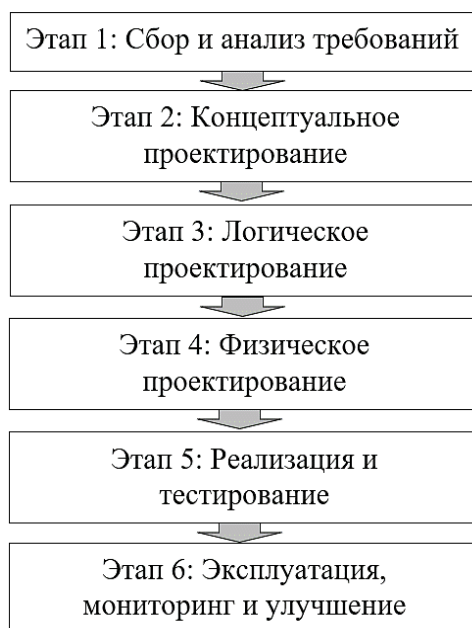 Этап 1: Сбор и анализ требований
Этап 2: Концептуальное
проектирование
Этап 3: Логическое
проектирование
Этап 4: Физическое
проектирование
Этап 5: Реализация и
тестирование
Этап 6: Эксплуатация,
мониторинг и улучшение